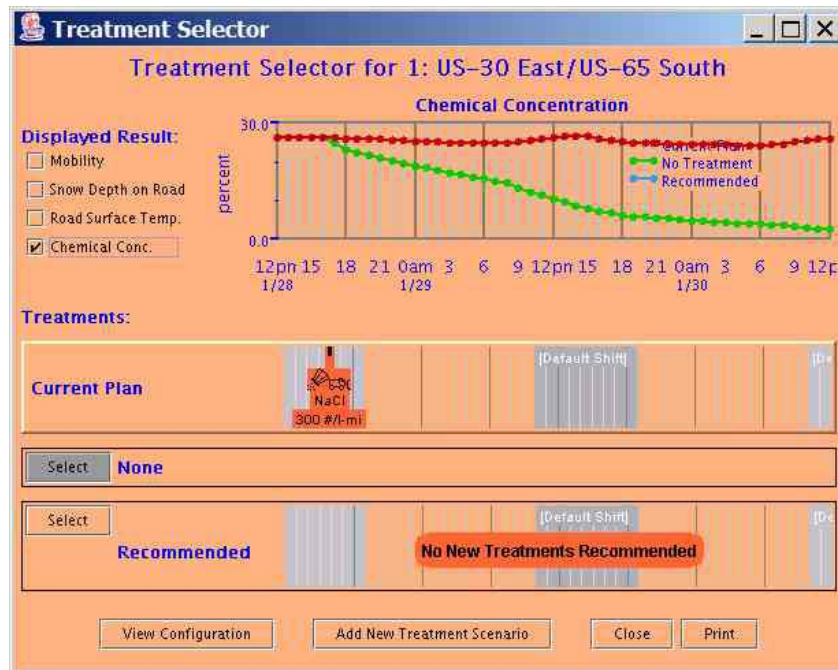 Treatment Selector
Treatment Selector for 1: US-30 East/US-65 South
Chemical Concentration
Displayed Result:
Mobility
Snow Depth on Road
Road Surface Temp.
Chemical Conc.
percent
30.0
0.0
Current Plan
No Treatment
Recommended
12pm 15 18 21 0am 3 6 9 12pm 15 18 21 0am 3 6 9 12p
1/28 1/29 1/30
Treatments:
Current Plan
NaCl
300 #/l-mi
[Default Shift]
[De
Select
None
Select
Recommended
[Default Shift]
[De
No New Treatments Recommended
View Configuration
Add New Treatment Scenario
Close
Print